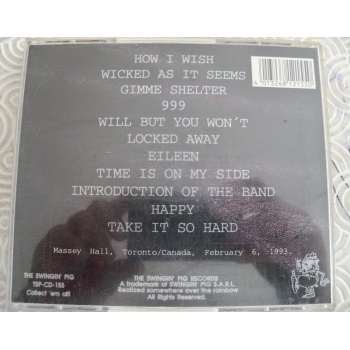 HOW I WISH
WICKED AS IT SEEMS
GIMME SHELTER
999
WILL BUT YOU WON'T
LOCKED AWAY
EILEEN
TIME IS ON MY SIDE
INTRODUCTION OF THE BAND
HAPPY
TAKE IT SO HARD
Massey Hall, Toronto/Canada, February 6, 1993.
THE SWINGIN' PIG
TSP-CD-155
Collect 'em all!
THE SWINGIN' PIG RECORDS
A trademark of SWINGIN' PIG S.A.R.L.
Realized somewhere over the rainbow
All Rights Reserved.